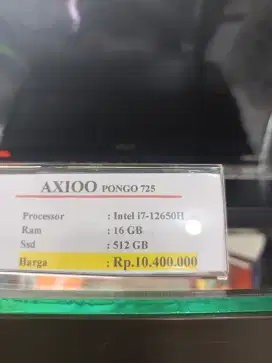 AXIOO PONGO 725
Processor : Intel i7-12650H
Ram : 16 GB
Ssd : 512 GB
Harga : Rp.10.400.000